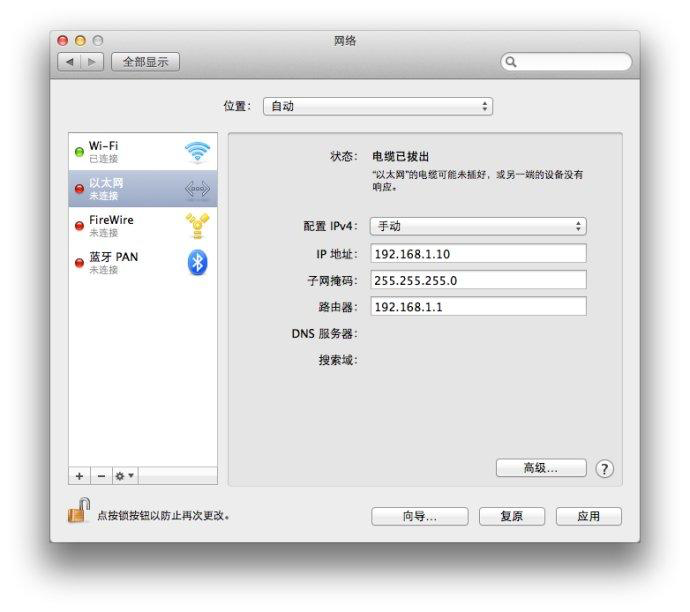 网络
全部显示
位置： 自动
Wi-Fi
已连接
以太网
未连接
FireWire
未连接
蓝牙 PAN
未连接
状态： 电缆已拔出
“以太网”的电缆可能未插好，或另一端的设备没有
响应。
配置 IPv4： 手动
IP 地址： 192.168.1.10
子网掩码： 255.255.255.0
路由器： 192.168.1.1
DNS 服务器：
搜索域：
高级... ?
点按锁按钮以防止再次更改。
向导... 复原 应用